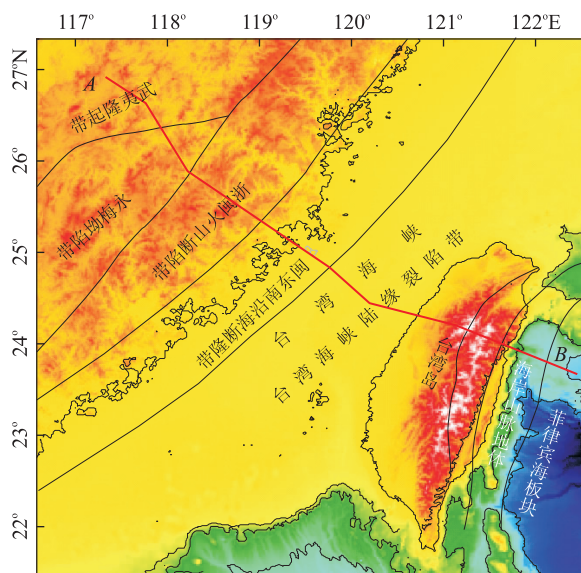 117°
118°
119°
120°
121°
122°E
27°N
26°
25°
24°
23°
22°
A
武夷隆起带
永梅坳陷带
浙闽火山断陷带
闽东南沿海断隆带
台湾海峡
台湾海峡陆缘裂陷带
台湾岛
B
海岸山脉地体
菲律宾海板块